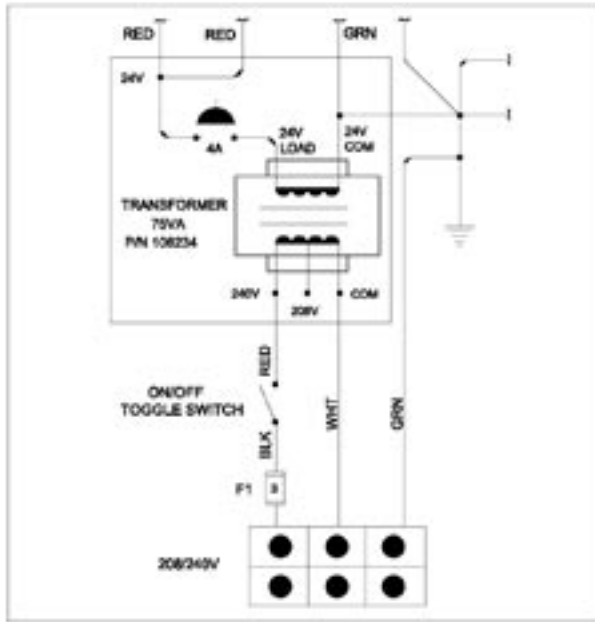 RED
RED
GRN
24V
4A
24V
LOAD
24V
COM
TRANSFORMER
75VA
P/N 108234
240V
208V
COM
RED
ON/OFF
TOGGLE SWITCH
WHT
GRN
BLK
F1
208/240V